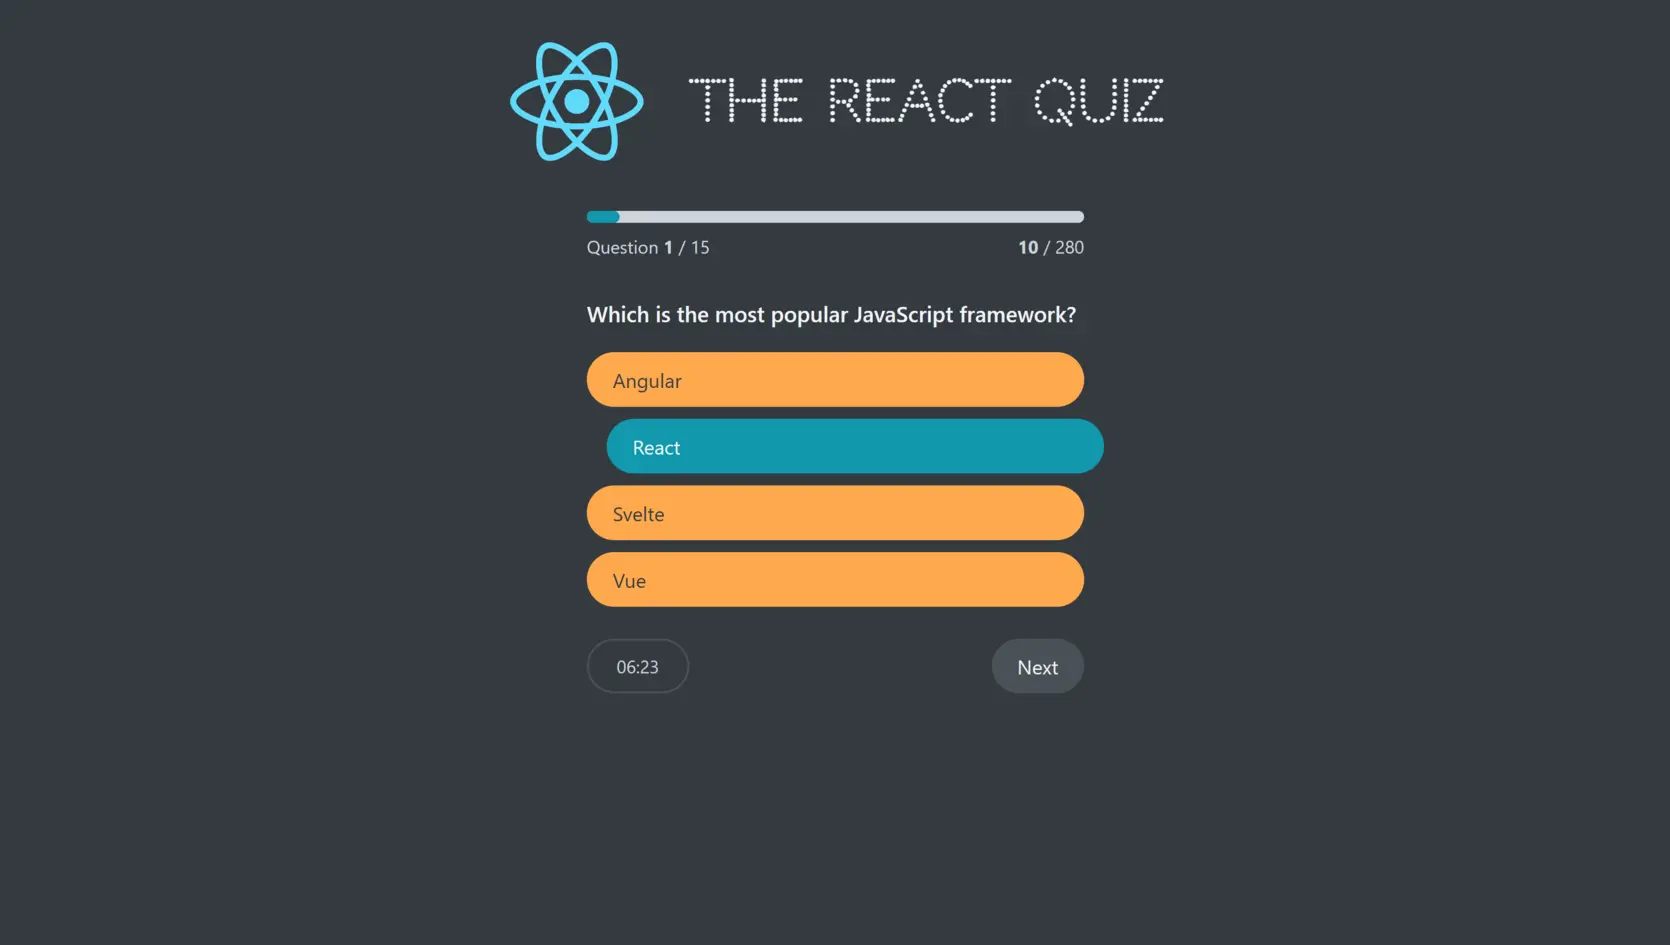 THE REACT QUIZ
Question 1 / 15
10 / 280
Which is the most popular JavaScript framework?
Angular
React
Svelte
Vue
06:23
Next